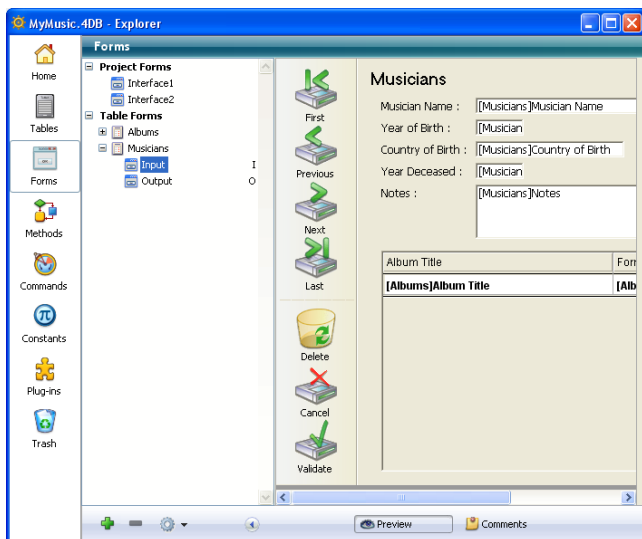 MyMusic.4DB - Explorer
Forms
Home
Tables
Forms
Methods
Commands
Constants
Plug-ins
Trash
Project Forms
Interface1
Interface2
Table Forms
Albums
Musicians
Input I
Output O
First
Previous
Next
Last
Delete
Cancel
Validate
Musicians
Musician Name : [Musicians]Musician Name
Year of Birth : [Musician
Country of Birth : [Musicians]Country of Birth
Year Deceased : [Musician
Notes : [Musicians]Notes
Album Title Forn
[Albums]Album Title [Alb
Preview
Comments